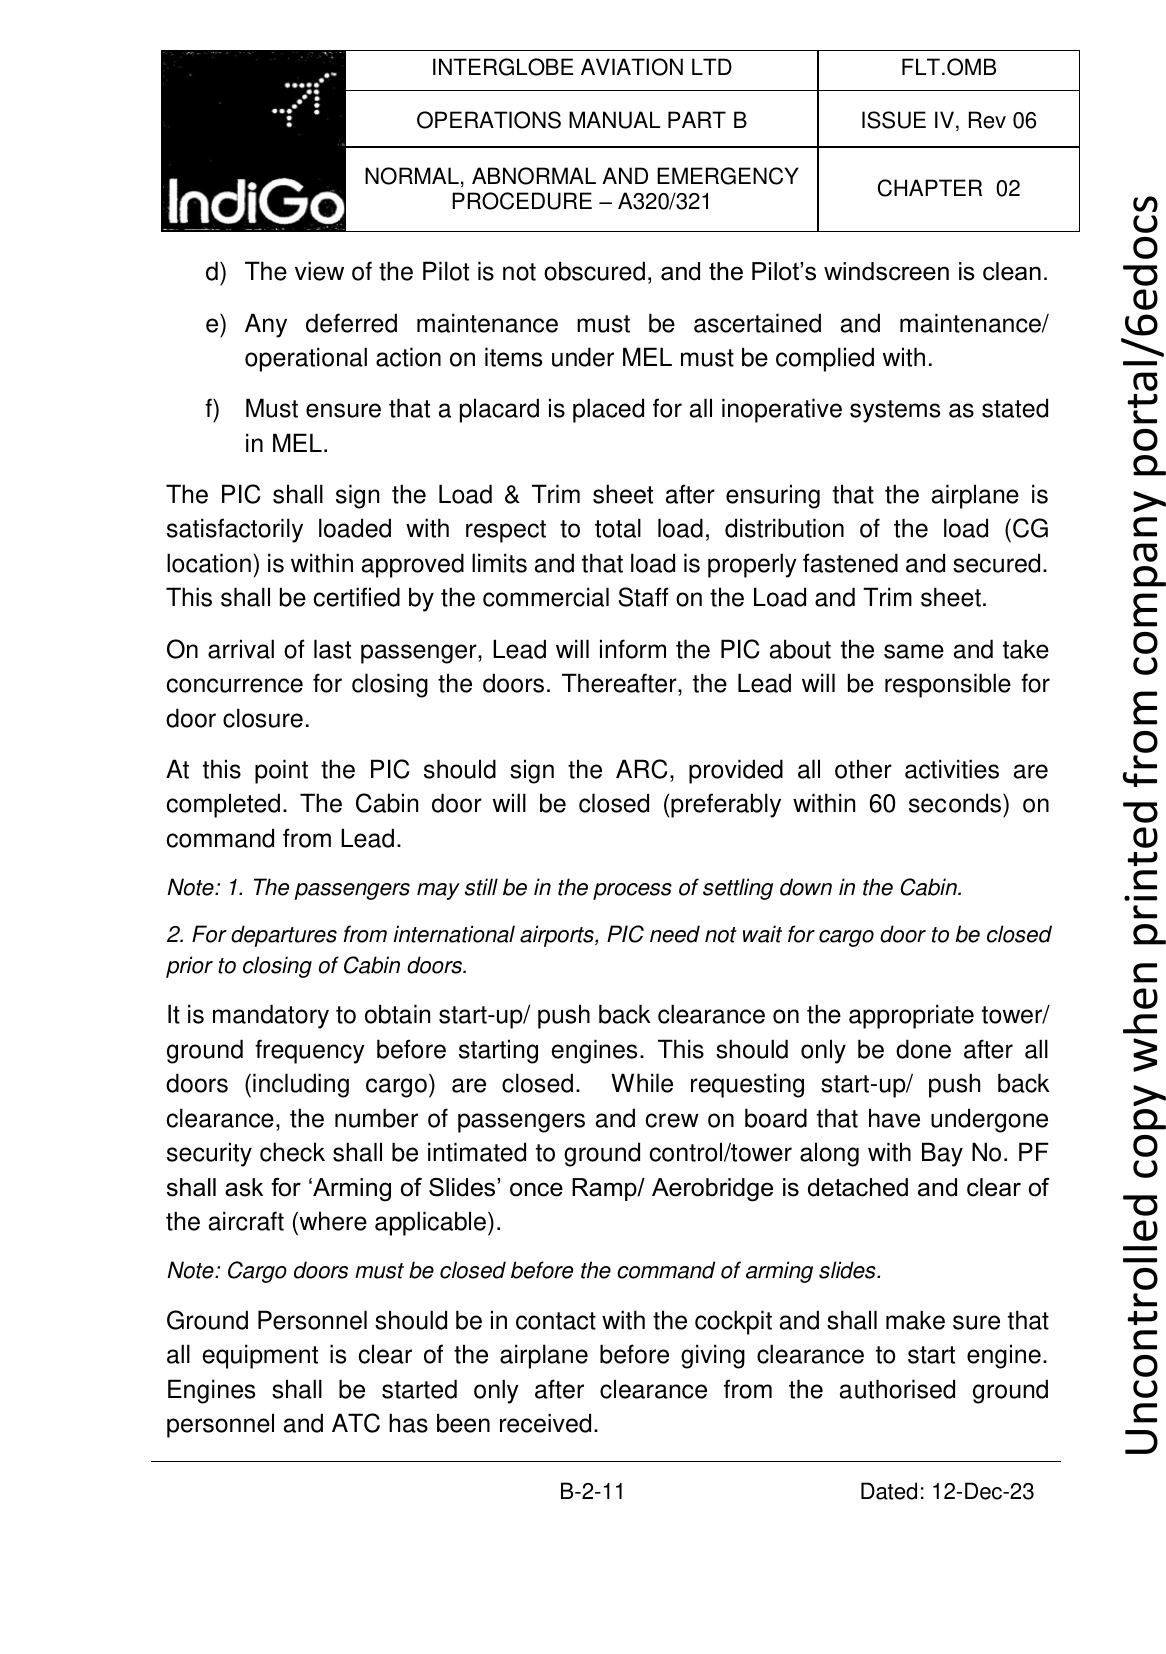 IndiGo
INTERGLOBE AVIATION LTD
FLT.OMB
OPERATIONS MANUAL PART B
ISSUE IV, Rev 06
NORMAL, ABNORMAL AND EMERGENCY
PROCEDURE – A320/321
CHAPTER 02
d) The view of the Pilot is not obscured, and the Pilot’s windscreen is clean.
e) Any deferred maintenance must be ascertained and maintenance/
operational action on items under MEL must be complied with.
f) Must ensure that a placard is placed for all inoperative systems as stated
in MEL.
The PIC shall sign the Load & Trim sheet after ensuring that the airplane is
satisfactorily loaded with respect to total load, distribution of the load (CG
location) is within approved limits and that load is properly fastened and secured.
This shall be certified by the commercial Staff on the Load and Trim sheet.
On arrival of last passenger, Lead will inform the PIC about the same and take
concurrence for closing the doors. Thereafter, the Lead will be responsible for
door closure.
At this point the PIC should sign the ARC, provided all other activities are
completed. The Cabin door will be closed (preferably within 60 seconds) on
command from Lead.
Note: 1. The passengers may still be in the process of settling down in the Cabin.
2. For departures from international airports, PIC need not wait for cargo door to be closed
prior to closing of Cabin doors.
It is mandatory to obtain start-up/ push back clearance on the appropriate tower/
ground frequency before starting engines. This should only be done after all
doors (including cargo) are closed. While requesting start-up/ push back
clearance, the number of passengers and crew on board that have undergone
security check shall be intimated to ground control/tower along with Bay No. PF
shall ask for ‘Arming of Slides’ once Ramp/ Aerobridge is detached and clear of
the aircraft (where applicable).
Note: Cargo doors must be closed before the command of arming slides.
Ground Personnel should be in contact with the cockpit and shall make sure that
all equipment is clear of the airplane before giving clearance to start engine.
Engines shall be started only after clearance from the authorised ground
personnel and ATC has been received.
B-2-11
Dated: 12-Dec-23
Uncontrolled copy when printed from company portal/6edocs